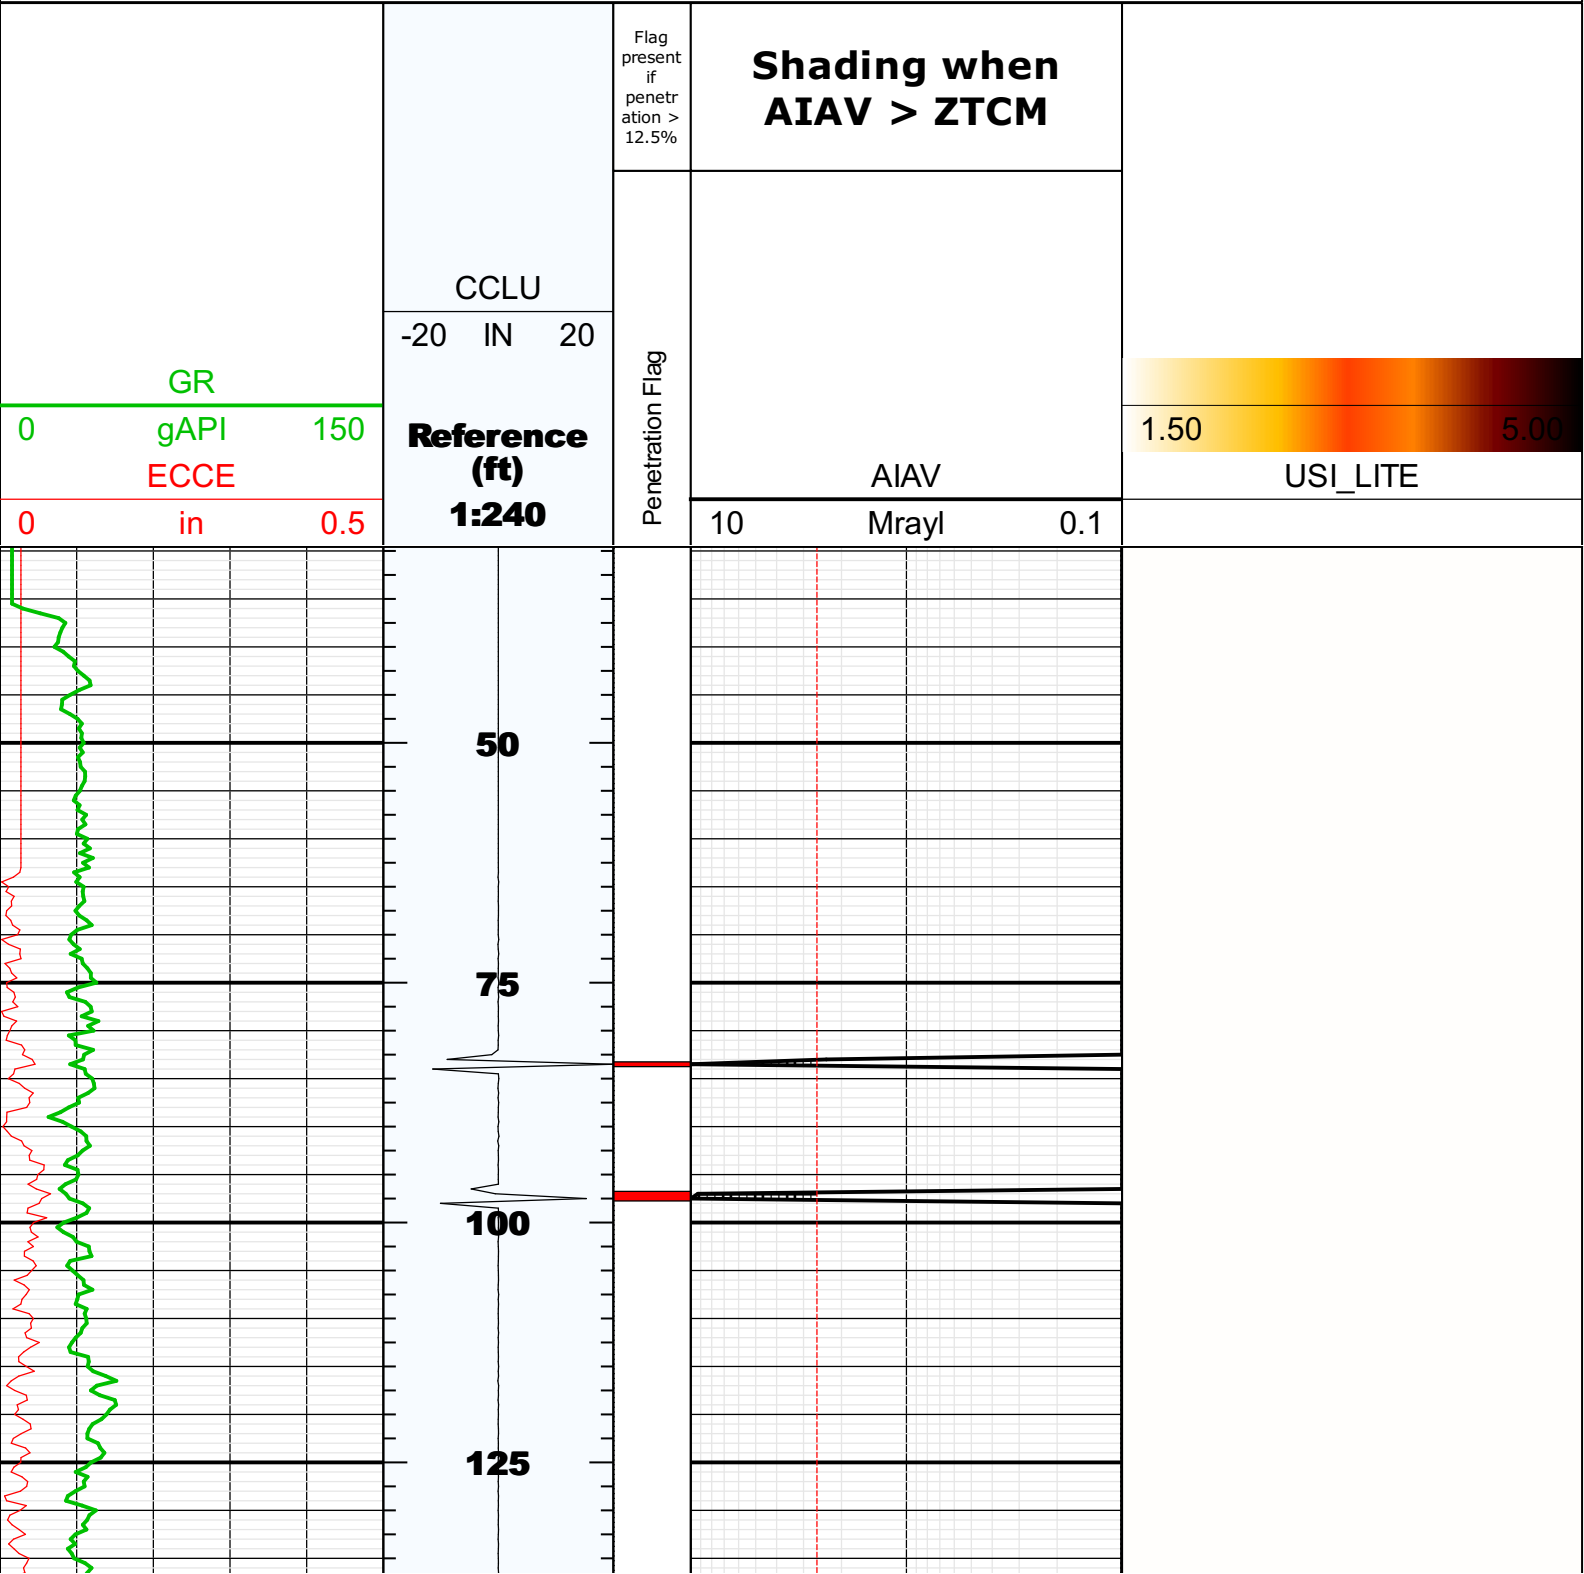 Flag
present
if
penetr
ation >
12.5%
Shading when
AIAV > ZTCM
CCLU
-20 IN 20
GR
0 gAPI 150
ECCE
0 in 0.5
Reference
(ft)
1:240
Penetration Flag
AIAV
10 Mrayl 0.1
1.50 5.00
USI_LITE
50
75
100
125